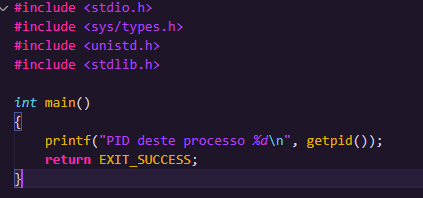 #include <stdio.h>
#include <sys/types.h>
#include <unistd.h>
#include <stdlib.h>

int main()
{
    printf("PID deste processo %d\n", getpid());
    return EXIT_SUCCESS;
}